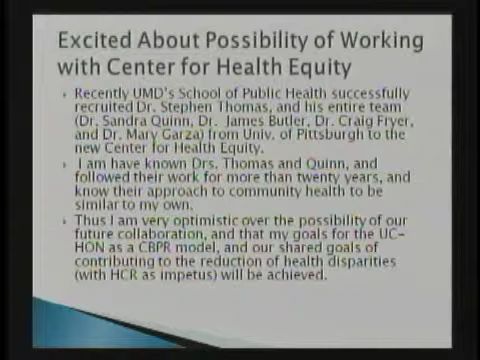 Excited About Possibility of Working
with Center for Health Equity
Recently UMD's School of Public Health successfully
recruited Dr. Stephen Thomas, and his entire team
(Dr. Sandra Quinn, Dr. James Butler, Dr. Craig Fryer,
and Dr. Mary Garza) from Univ. of Pittsburgh to the
new Center for Health Equity.
I am have known Drs. Thomas and Quinn, and
followed their work for more than twenty years, and
know their approach to community health to be
similar to my own.
Thus I am very optimistic over the possibility of our
future collaboration, and that my goals for the UC-
HON as a CBPR model, and our shared goals of
contributing to the reduction of health disparities
(with HCR as impetus) will be achieved.